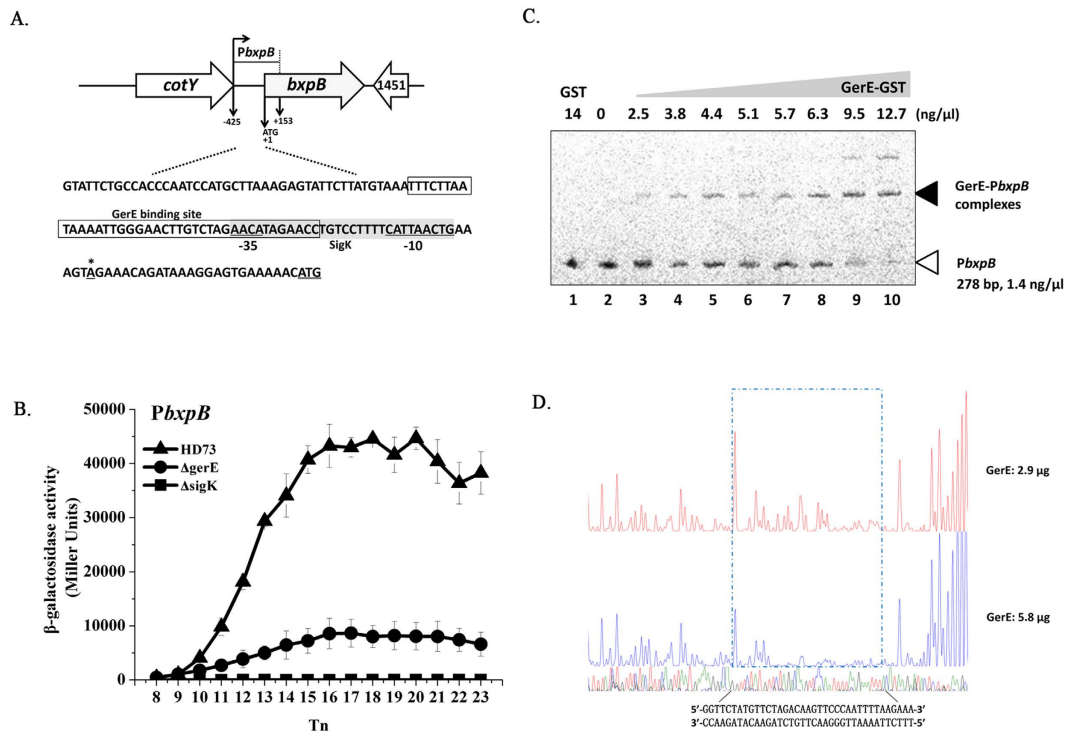 A.
PbxpB
cotY
bxpB
1451
-425
ATG
+1
+153
GTATTCTGCCACCCAATCCATGCTTAAAGAGTATTCTTATGTAAATTTCTTAA
GerE binding site
TAAAATTGGGAACTTGTCTAGAACATAGAACCTGTCCTTTTCATTAACTGAA
-35
SigK
-10
*
AGTAGAAACAGATAAAGGAGTGAAAAACATG
B.
PbxpB
HD73
ΔgerE
ΔsigK
β-galactosidase activity
(Miller Units)
50000
40000
30000
20000
10000
0
8 9 10 11 12 13 14 15 16 17 18 19 20 21 22 23
Tn
C.
GST
GerE-GST
14 0 2.5 3.8 4.4 5.1 5.7 6.3 9.5 12.7 (ng/μl)
GerE-PbxpB
complexes
PbxpB
278 bp, 1.4 ng/μl
1 2 3 4 5 6 7 8 9 10
D.
GerE: 2.9 μg
GerE: 5.8 μg
5'-GGTTCTATGTTCTAGACAAGTTCCCAATTTTAAGAAA-3'
3'-CCAAGATACAAGATCTGTTCAAGGGTTAAAATTCTTT-5'